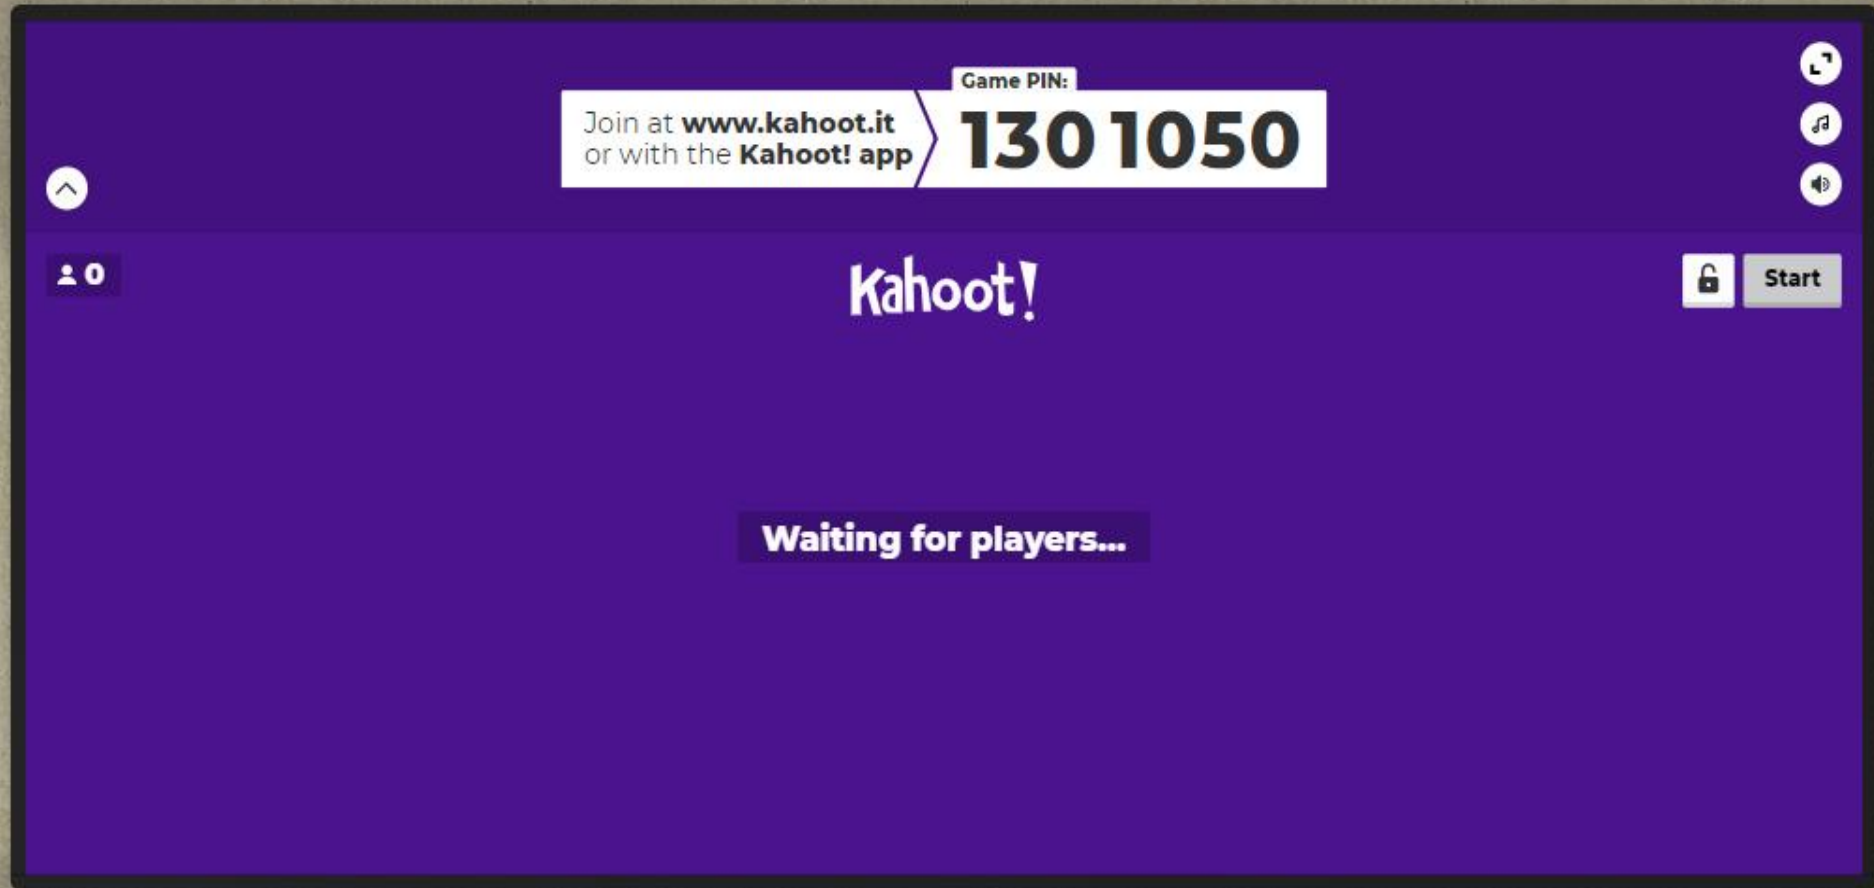 Game PIN:
Join at www.kahoot.it
or with the Kahoot! app
130 1050
0
Kahoot!
Start
Waiting for players...